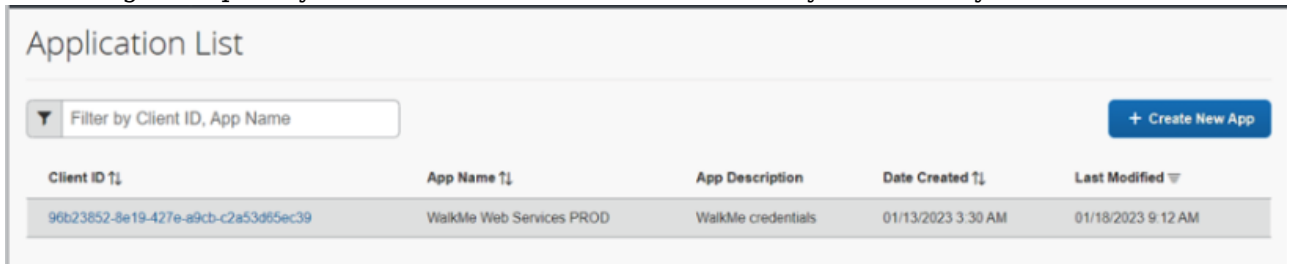 Application List
Filter by Client ID, App Name
+ Create New App
Client ID App Name App Description Date Created Last Modified
96b23852-8e19-427e-a9cb-c2a53d65ec39 WalkMe Web Services PROD WalkMe credentials 01/13/2023 3:30 AM 01/18/2023 9:12 AM